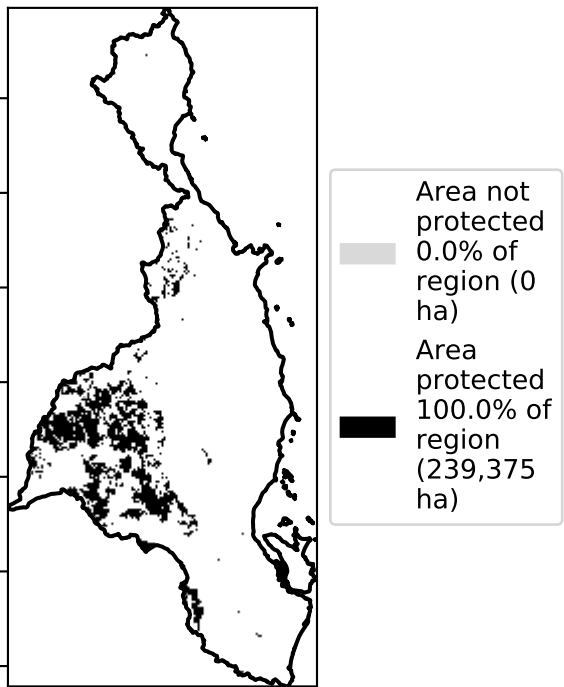 Area not
protected
0.0% of
region (0
ha)
Area
protected
100.0% of
region
(239,375
ha)